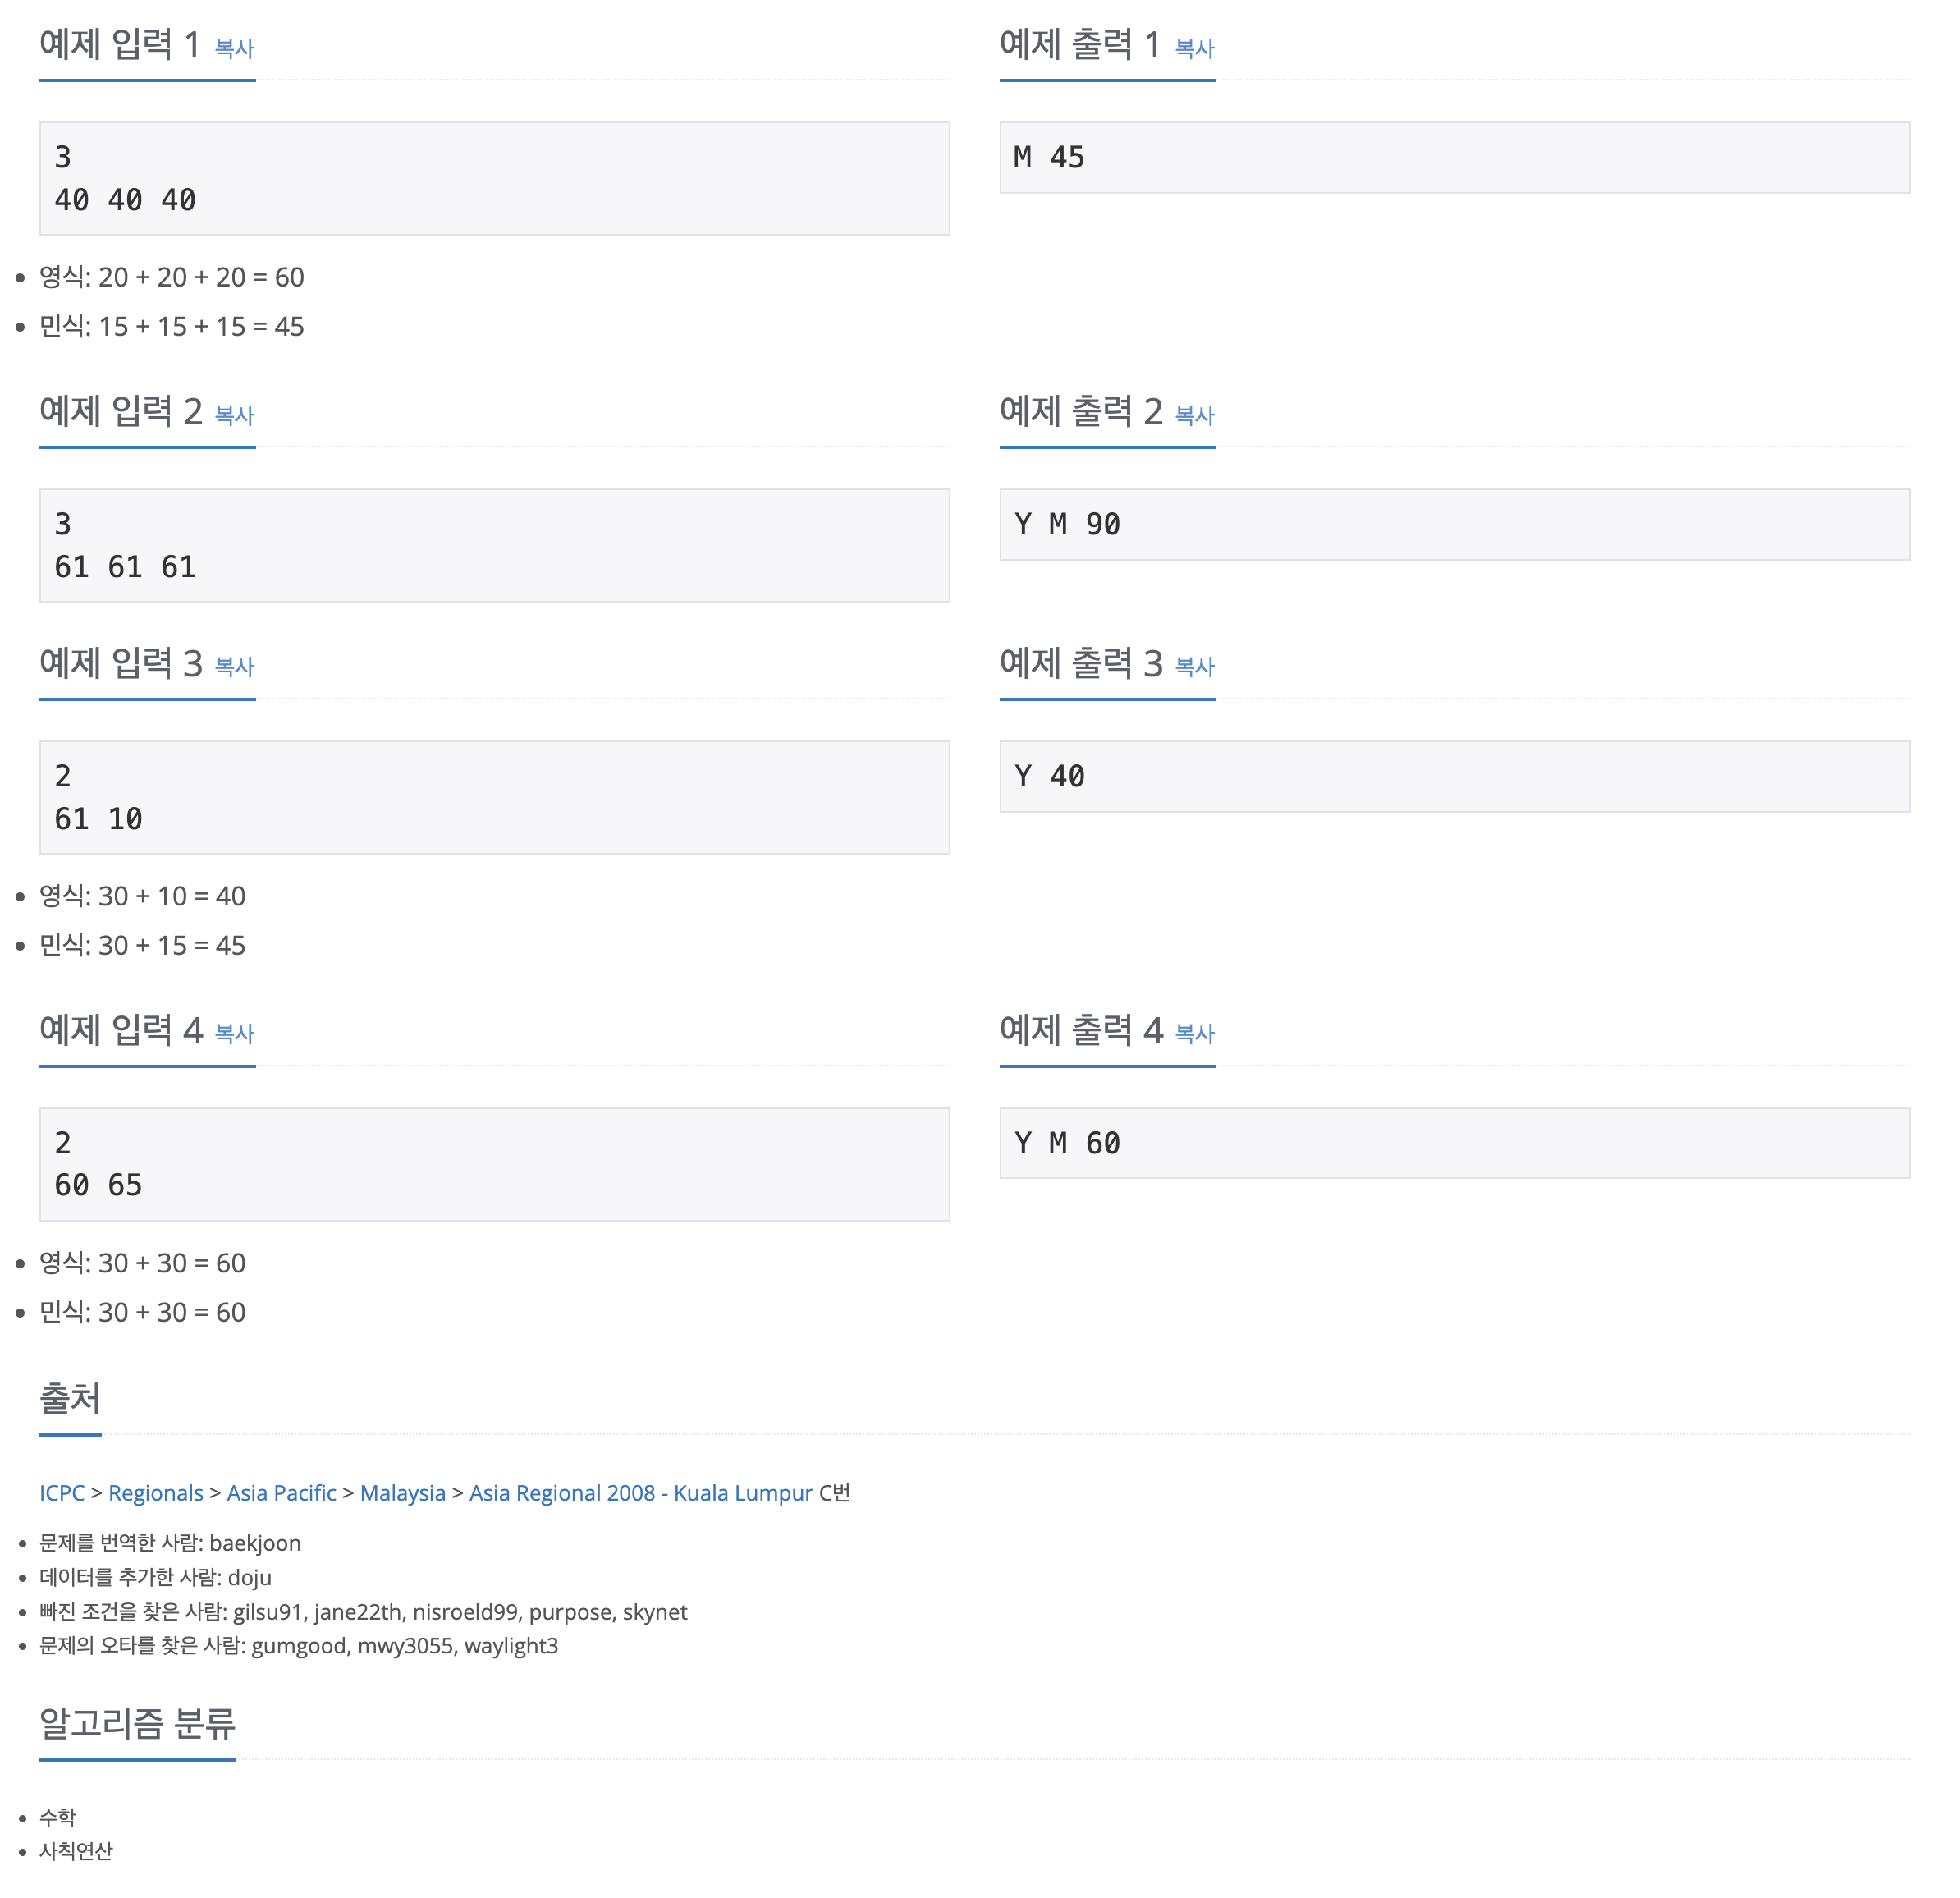 예제 입력 1 복사
3
40 40 40
예제 출력 1 복사
M 45
영식: 20 + 20 + 20 = 60
민식: 15 + 15 + 15 = 45
예제 입력 2 복사
3
61 61 61
예제 출력 2 복사
Y M 90
예제 입력 3 복사
2
61 10
예제 출력 3 복사
Y 40
영식: 30 + 10 = 40
민식: 30 + 15 = 45
예제 입력 4 복사
2
60 65
예제 출력 4 복사
Y M 60
영식: 30 + 30 = 60
민식: 30 + 30 = 60
출처
ICPC > Regionals > Asia Pacific > Malaysia > Asia Regional 2008 - Kuala Lumpur C번
문제를 번역한 사람: baekjoon
데이터를 추가한 사람: doju
빠진 조건을 찾은 사람: gilsu91, jane22th, nisroeld99, purpose, skynet
문제의 오타를 찾은 사람: gumgood, mwy3055, waylight3
알고리즘 분류
수학
사칙연산